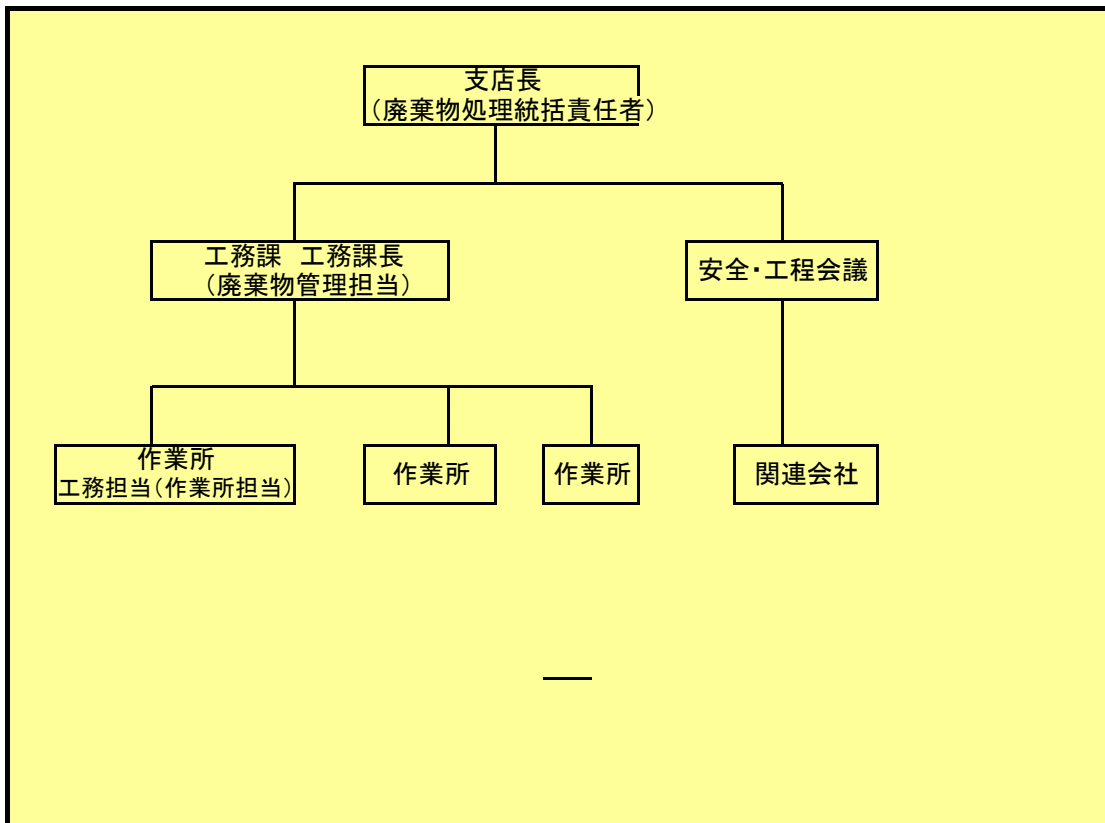 支店長
（廃棄物処理統括責任者）
工務課　工務課長
（廃棄物管理担当）
安全・工程会議
作業所
工務担当（作業所担当）
作業所
作業所
関連会社